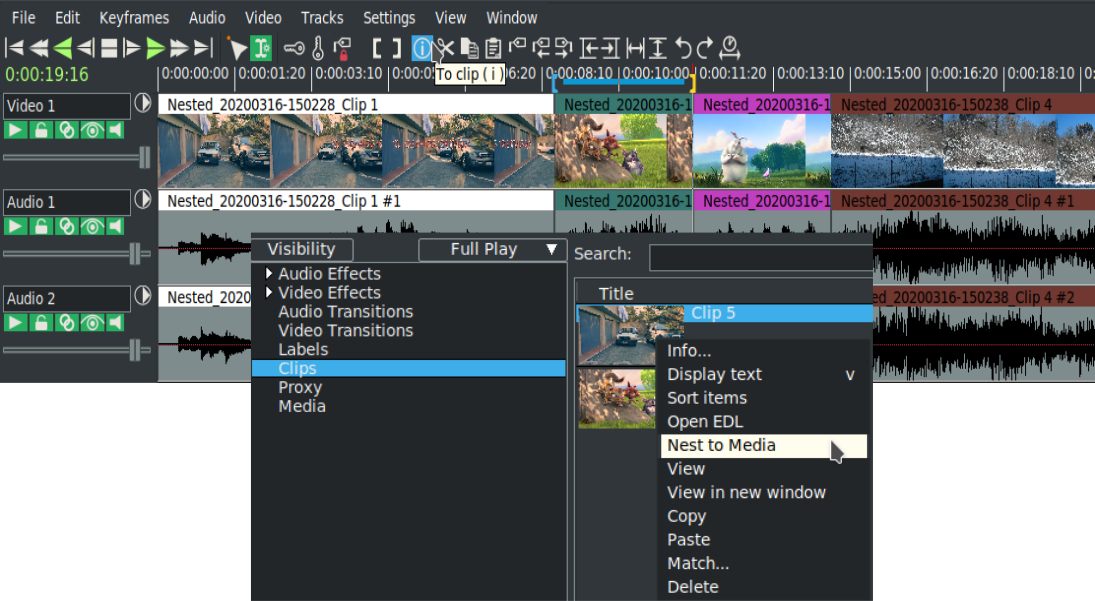 File Edit Keyframes Audio Video Tracks Settings View Window
To clip ( i )
0:00:19:16 0:00:00:00 0:00:01:20 0:00:03:10 0:00: 06:20 0:00:08:10 0:00:10:00 0:00:11:20 0:00:13:10 0:00:15:00 0:00:16:20 0:00:18:10 0:
Video 1 Nested_20200316-150228_Clip 1 Nested_20200316-1 Nested_20200316-1 Nested_20200316-150238_Clip 4
Audio 1 Nested_20200316-150228_Clip 1 #1 Nested_20200316-1 Nested_20200316-1 Nested_20200316-150238_Clip 4 #1
Audio 2 Nested_2020 ed_20200316-150238_Clip 4 #2
Visibility Full Play Search:
Audio Effects
Video Effects
Audio Transitions
Video Transitions
Labels
Clips
Proxy
Media
Title
Clip 5
Info...
Display text v
Sort items
Open EDL
Nest to Media
View
View in new window
Copy
Paste
Match...
Delete